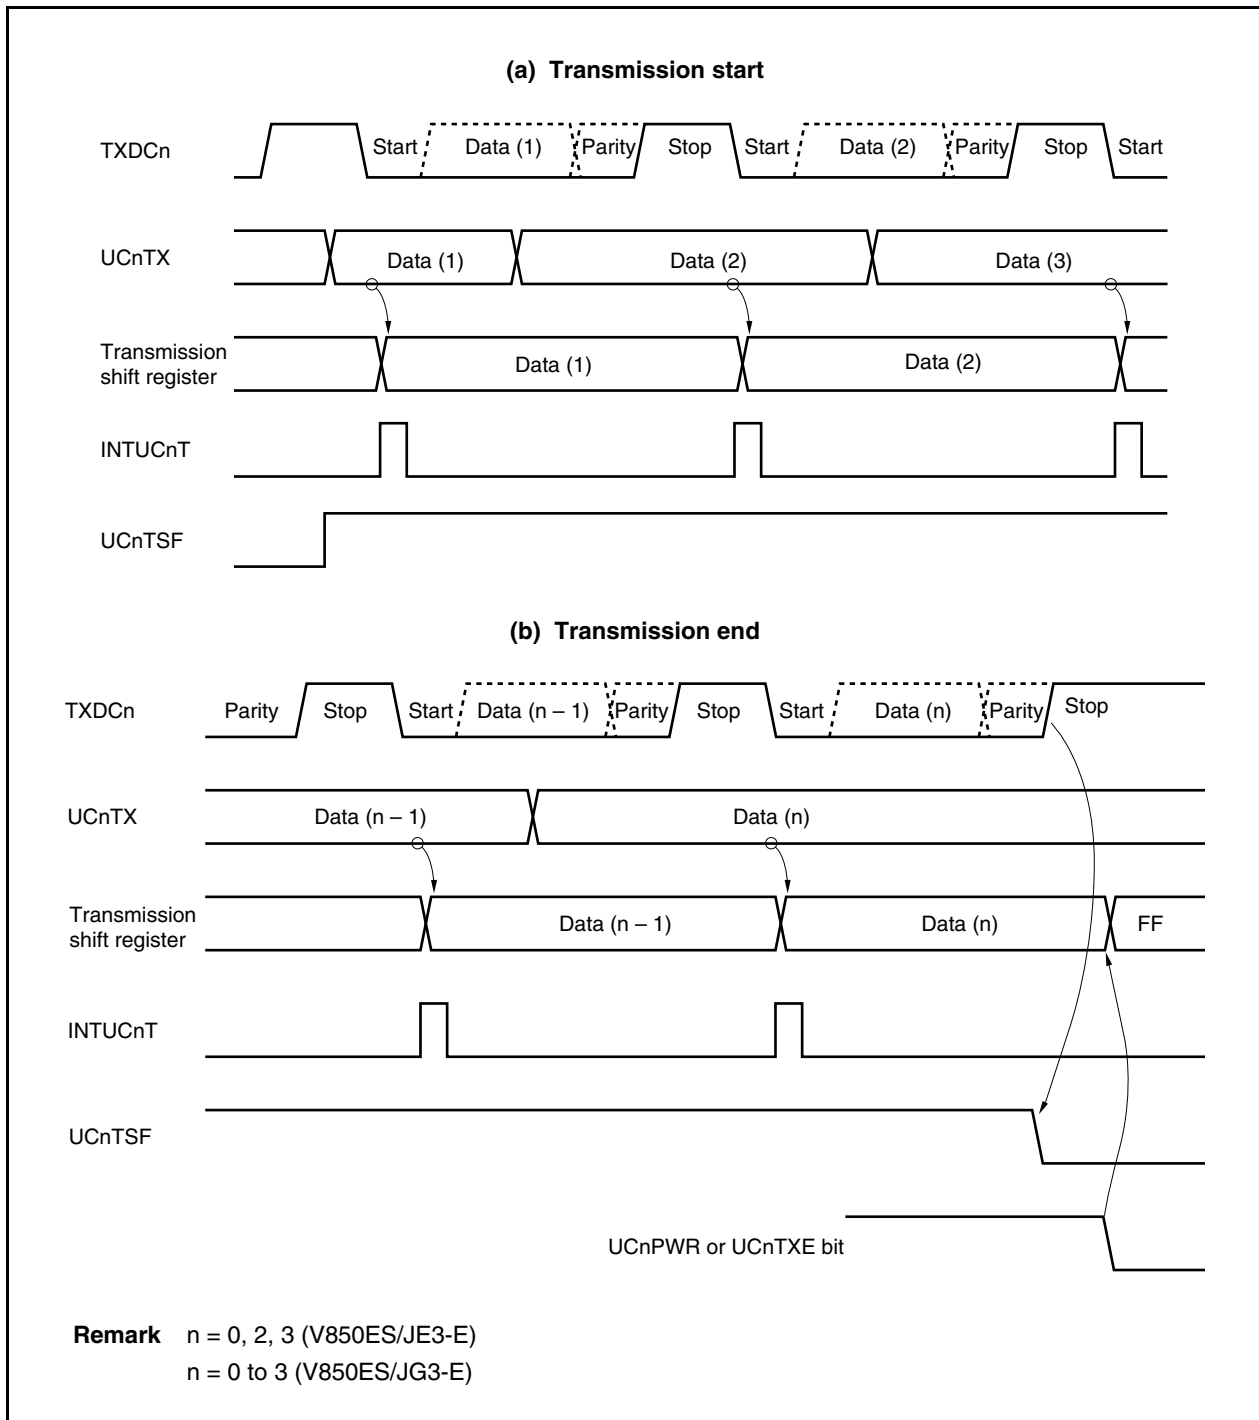 (a) Transmission start
TXDCn Start Data (1) Parity Stop Start Data (2) Parity Stop Start
UCnTX Data (1) Data (2) Data (3)
Transmission
shift register Data (1) Data (2)
INTUCnT
UCnTSF
(b) Transmission end
TXDCn Parity Stop Start Data (n – 1) Parity Stop Start Data (n) Parity Stop
UCnTX Data (n – 1) Data (n)
Transmission
shift register Data (n – 1) Data (n) FF
INTUCnT
UCnTSF
UCnPWR or UCnTXE bit
Remark n = 0, 2, 3 (V850ES/JE3-E)
n = 0 to 3 (V850ES/JG3-E)